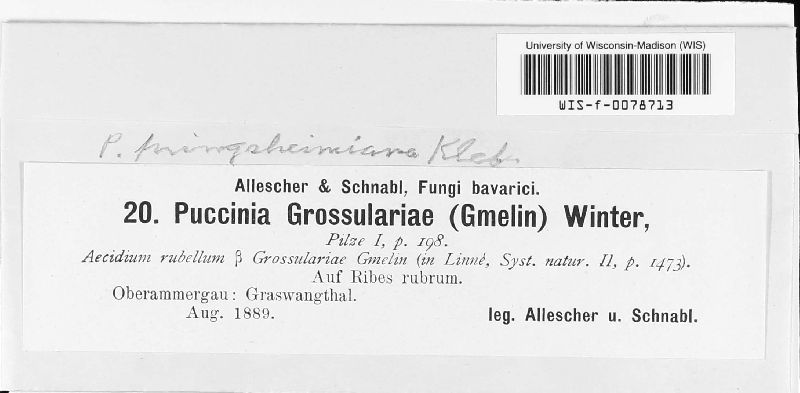 University of Wisconsin-Madison (WIS)
WIS-f-0078713
P. pringsheimiana Kleb.
Allescher & Schnabl, Fungi bavarici.
20. Puccinia Grossulariae (Gmelin) Winter,
Pilze I, p. 198.
Aecidium rubellum β Grossulariae Gmelin (in Linné, Syst. natur. II, p. 1473).
Auf Ribes rubrum.
Oberammergau: Graswangthal.
Aug. 1889.
leg. Allescher u. Schnabl.